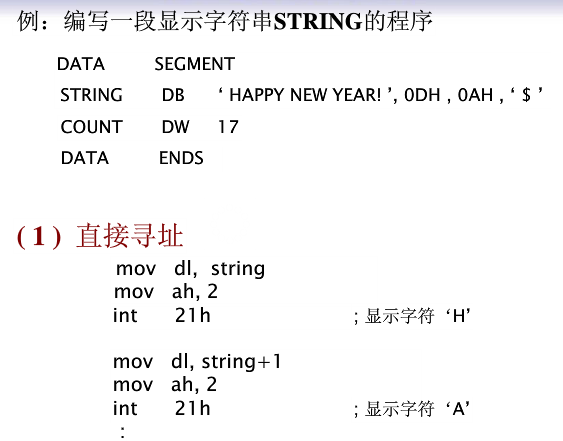 例：编写一段显示字符串STRING的程序
DATA SEGMENT
STRING DB ‘ HAPPY NEW YEAR! ’, 0DH , 0AH , ‘ $ ’
COUNT DW 17
DATA ENDS
(1) 直接寻址
mov dl, string
mov ah, 2
int 21h ; 显示字符 ‘H’
mov dl, string+1
mov ah, 2
int 21h ; 显示字符 ‘A’
: